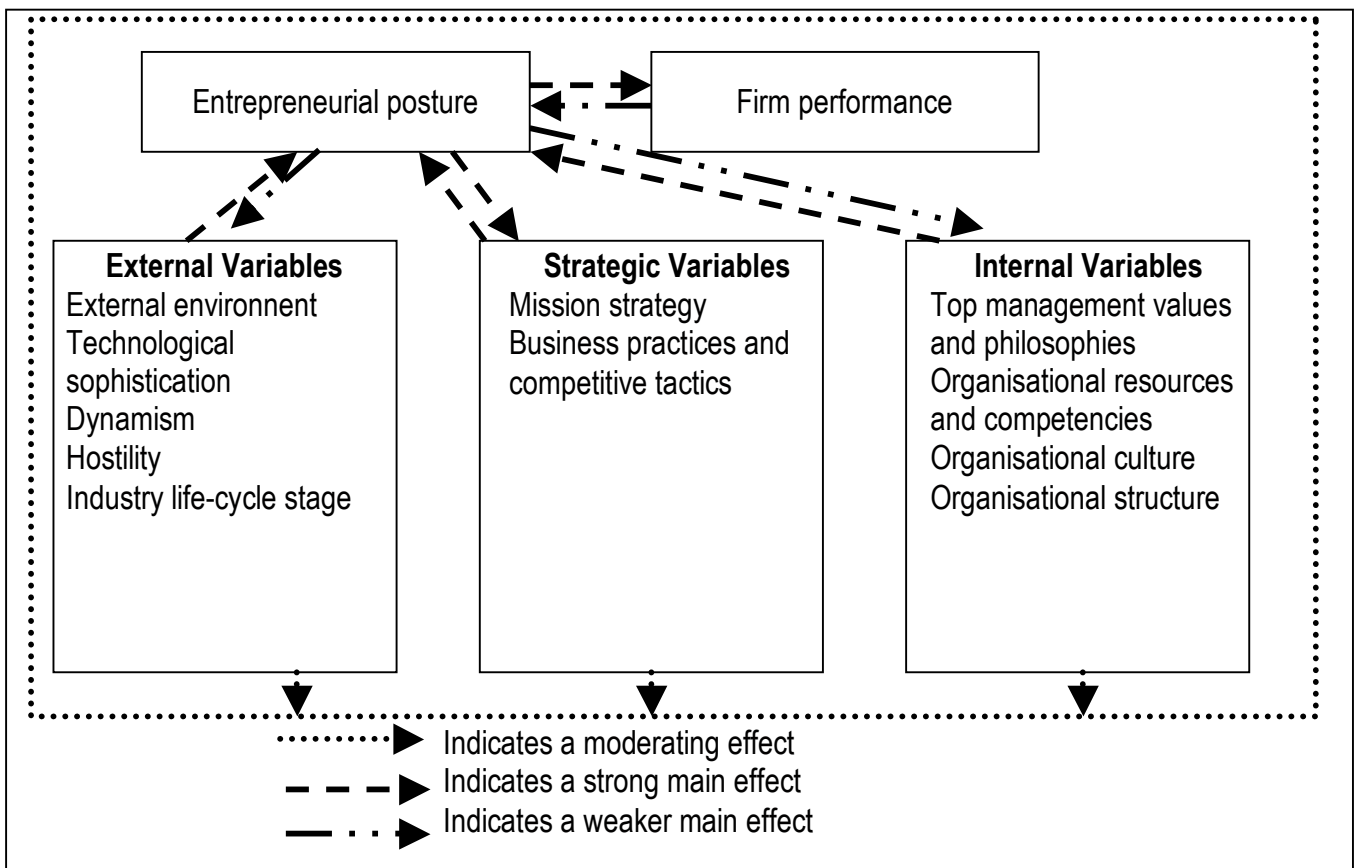 Entrepreneurial posture
Firm performance
External Variables
External environnent
Technological
sophistication
Dynamism
Hostility
Industry life-cycle stage
Strategic Variables
Mission strategy
Business practices and
competitive tactics
Internal Variables
Top management values
and philosophies
Organisational resources
and competencies
Organisational culture
Organisational structure
Indicates a moderating effect
Indicates a strong main effect
Indicates a weaker main effect